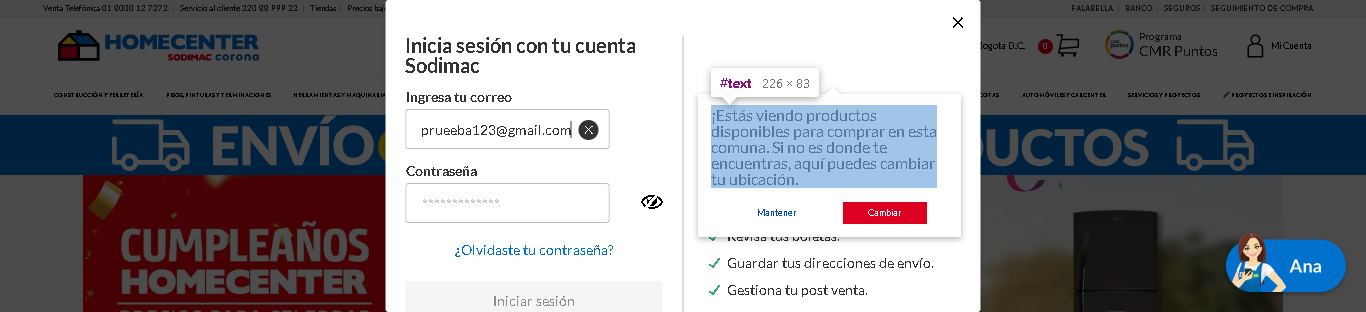 Venta Telefónica 01 8000 12 7373 | Servicio al cliente 320 88 999 33 | Tiendas | Precios bajos
FALABELLA | BANCO | SEGUROS | SEGUIMIENTO DE COMPRA
HOMECENTER
SODIMAC corona
Bogota D.C.
0
Programa
CMR Puntos
Mi Cuenta
CONSTRUCCIÓN Y FERRETERÍA
PISOS, PINTURAS Y TERMINACIONES
HERRAMIENTAS Y MAQUINARIA
AUTOMÓVILES Y CARCENTER
SERVICIOS Y PROYECTOS
PROYECTOS E INSPIRACIÓN
ENVÍO
UCTOS
CUMPLEAÑOS
HOMECENTER
PARA CELEBRAR
Inicia sesión con tu cuenta
Sodimac
Ingresa tu correo
prueeba123@gmail.com
Contraseña
*************
¿Olvidaste tu contraseña?
Iniciar sesión
#text 226 × 83
¡Estás viendo productos
disponibles para comprar en esta
comuna. Si no es donde te
encuentras, aquí puedes cambiar
tu ubicación.
Mantener
Cambiar
Revisa tus boletas.
Guardar tus direcciones de envío.
Gestiona tu post venta.
Ana